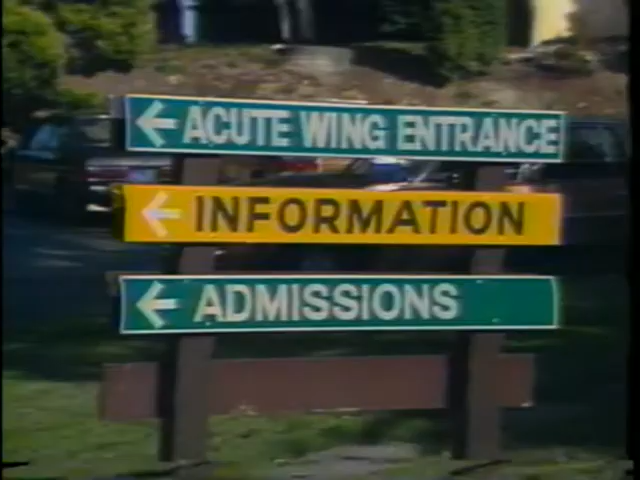 ← ACUTE WING ENTRANCE
← INFORMATION
← ADMISSIONS